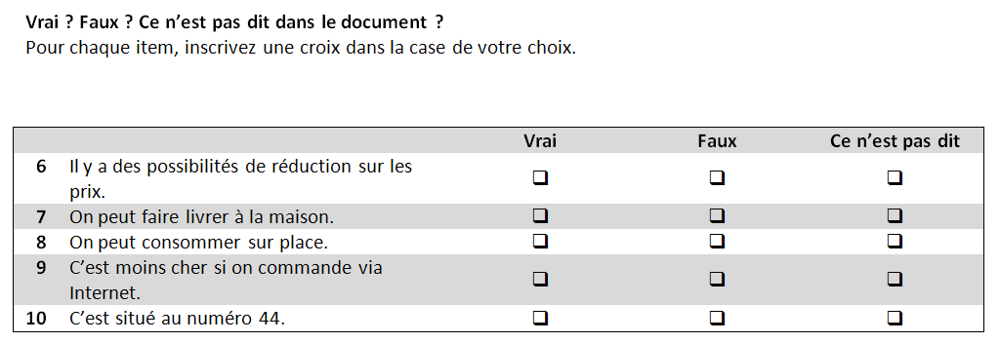 Vrai ? Faux ? Ce n’est pas dit dans le document ?
Pour chaque item, inscrivez une croix dans la case de votre choix.
Vrai Faux Ce n’est pas dit
6 Il y a des possibilités de réduction sur les
prix.
❑ ❑ ❑
7 On peut faire livrer à la maison. ❑ ❑ ❑
8 On peut consommer sur place. ❑ ❑ ❑
9 C’est moins cher si on commande via
Internet.
❑ ❑ ❑
10 C’est situé au numéro 44. ❑ ❑ ❑